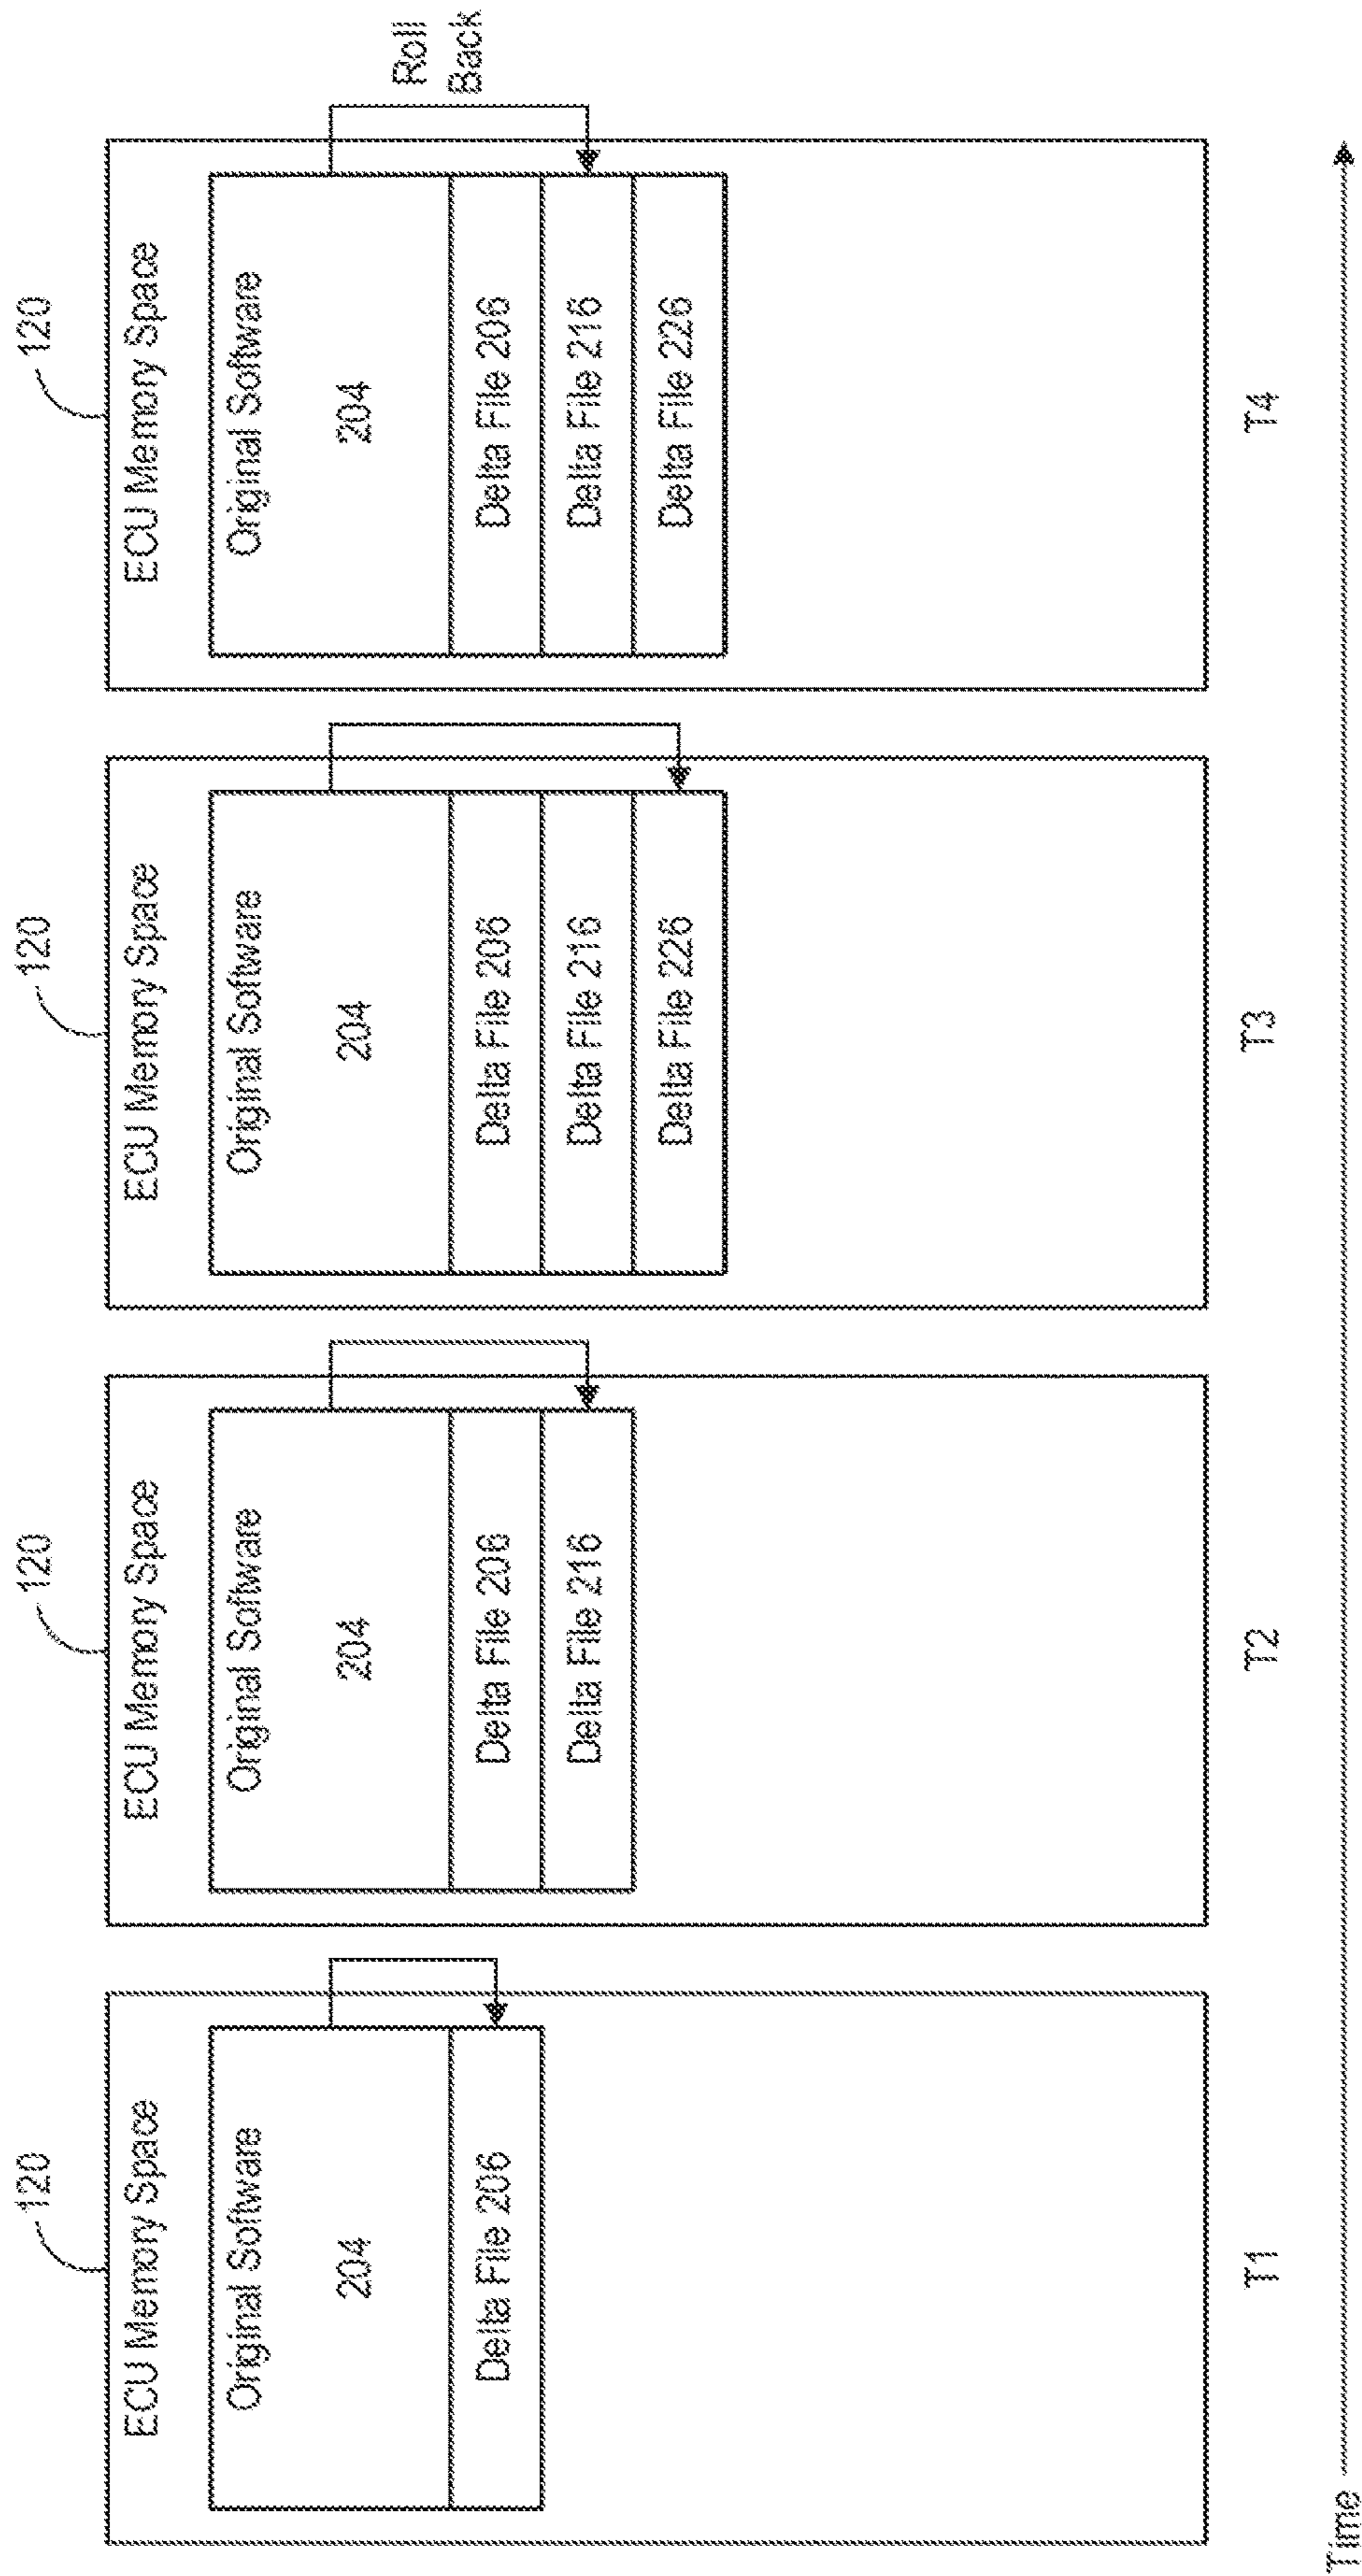 120
ECU Memory Space
Original Software
204
Delta File 206
T1
120
ECU Memory Space
Original Software
204
Delta File 206
Delta File 216
T2
120
ECU Memory Space
Original Software
204
Delta File 206
Delta File 216
Delta File 226
T3
120
ECU Memory Space
Original Software
204
Delta File 206
Delta File 216
Delta File 226
T4
Roll
Back
Time